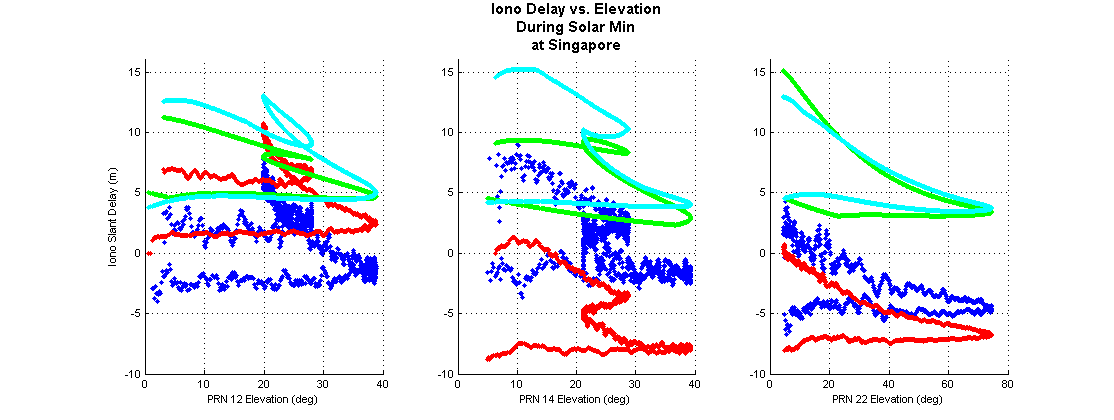 Iono Delay vs. Elevation
During Solar Min
at Singapore
Iono Slant Delay (m)
15
10
5
0
-5
-10
0 10 20 30 40
PRN 12 Elevation (deg)
15
10
5
0
-5
-10
0 10 20 30 40
PRN 14 Elevation (deg)
15
10
5
0
-5
-10
0 20 40 60 80
PRN 22 Elevation (deg)